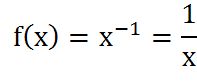 f(x) = x⁻¹ = 1/x